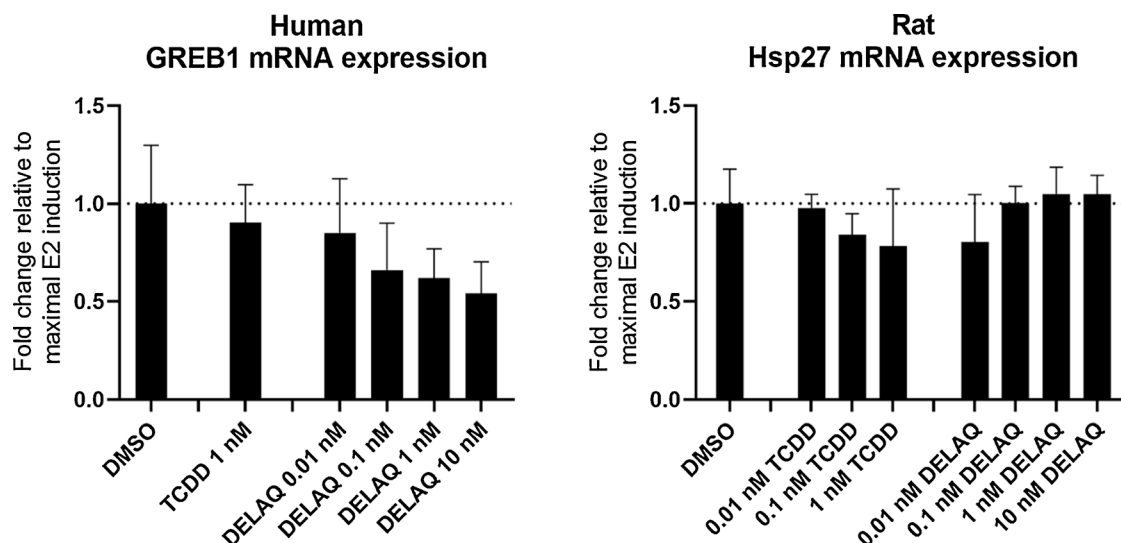 Human
GREB1 mRNA expression
Fold change relative to
maximal E2 induction
1.5
1.0
0.5
0.0
DMSO
TCDD 1 nM
DELAQ 0.01 nM
DELAQ 0.1 nM
DELAQ 1 nM
DELAQ 10 nM
Rat
Hsp27 mRNA expression
Fold change relative to
maximal E2 induction
1.5
1.0
0.5
0.0
DMSO
0.01 nM TCDD
0.1 nM TCDD
1 nM TCDD
0.01 nM DELAQ
0.1 nM DELAQ
1 nM DELAQ
10 nM DELAQ